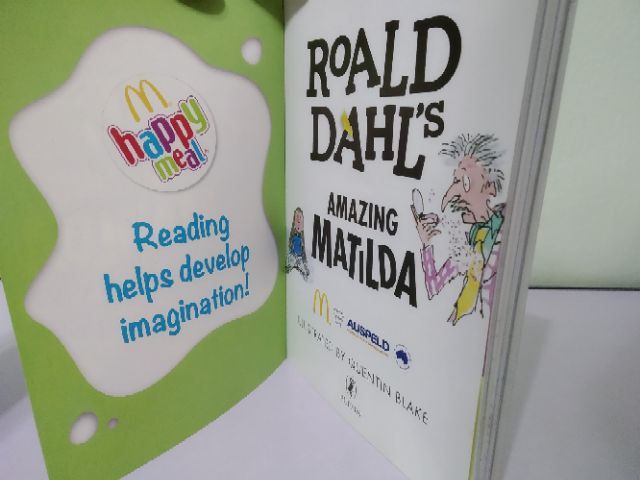 happy
meal
Reading
helps develop
imagination!
ROALD
DAHL'S
AMAZING
MATILDA
AUSPELD
ILLUSTRATED BY QUENTIN BLAKE